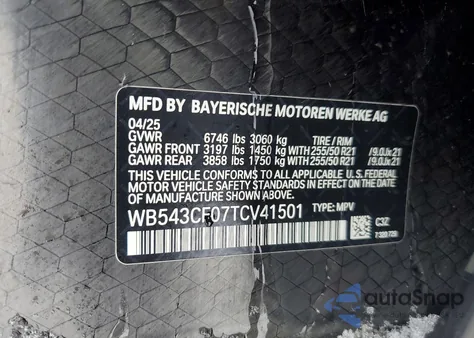 MFD BY BAYERISCHE MOTOREN WERKE AG
04/25
GVWR 6746 lbs 3060 kg TIRE / RIM
GAWR FRONT 3197 lbs 1450 kg WITH 255/50 R21 /9.0Jx21
GAWR REAR 3858 lbs 1750 kg WITH 255/50 R21 /9.0Jx21
THIS VEHICLE CONFORMS TO ALL APPLICABLE U.S. FEDERAL
MOTOR VEHICLE SAFETY STANDARDS IN EFFECT ON THE DATE
OF MANUFACTURE SHOWN ABOVE.
WB543CF07TCV41501 TYPE: MPV
C3Z
autoSnap